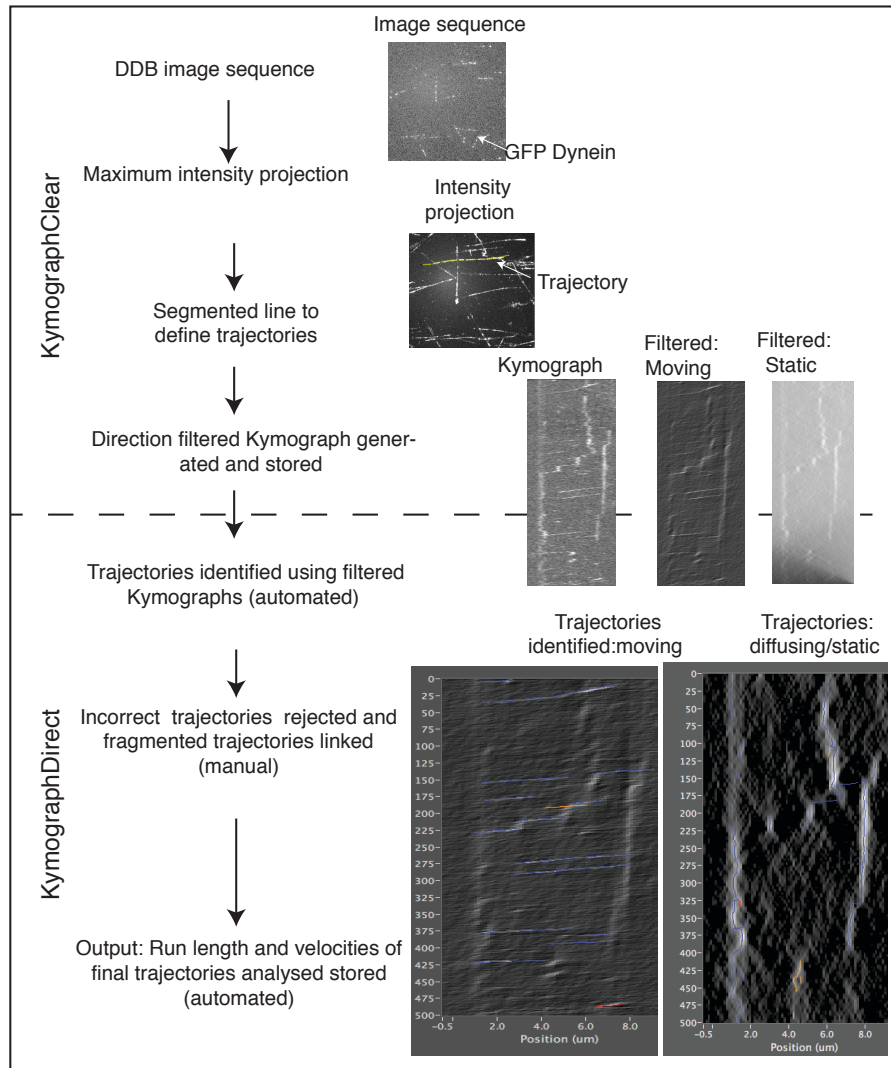 Image sequence
DDB image sequence
GFP Dynein
Maximum intensity projection
Intensity
projection
Trajectory
Segmented line to
define trajectories
KymographClear
Kymograph
Filtered:
Moving
Filtered:
Static
Direction filtered Kymograph gener-
ated and stored
Trajectories identified using filtered
Kymographs (automated)
Trajectories
identified:moving
Trajectories:
diffusing/static
Incorrect trajectories rejected and
fragmented trajectories linked
(manual)
KymographDirect
Output: Run length and velocities of
final trajectories analysed stored
(automated)
0
25
50
75
100
125
150
175
200
225
250
275
300
325
350
375
400
425
450
475
500
-0.5 2.0 4.0 6.0 8.0
Position (um)
0
25
50
75
100
125
150
175
200
225
250
275
300
325
350
375
400
425
450
475
500
-0.5 2.0 4.0 6.0 8.0
Position (um)